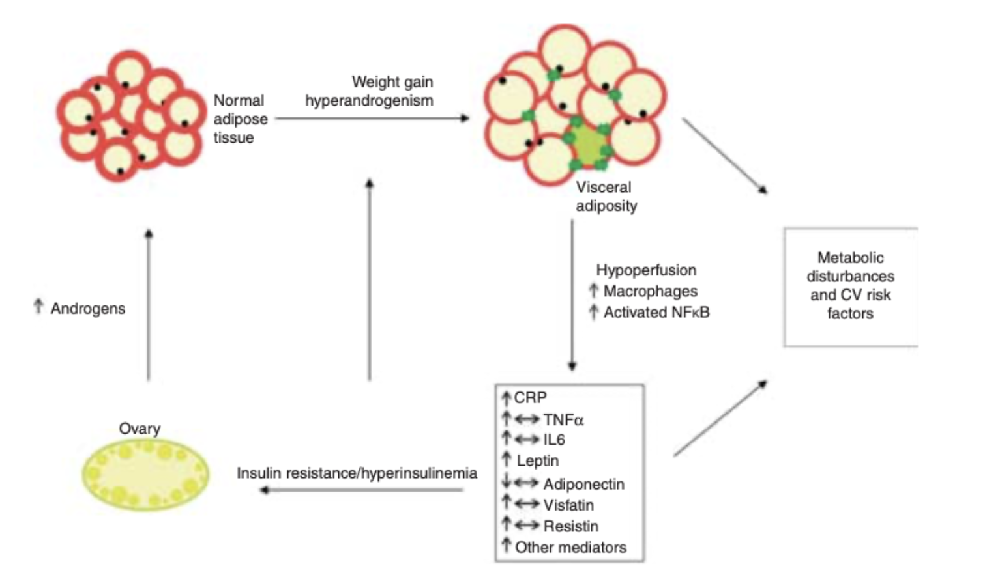 Weight gain
hyperandrogenism
Normal
adipose
tissue
Visceral
adiposity
Hypoperfusion
↑ Macrophages
↑ Activated NFκB
Metabolic
disturbances
and CV risk
factors
↑ Androgens
Ovary
Insulin resistance/hyperinsulinemia
↑ CRP
↑↔ TNFα
↑↔ IL6
↑ Leptin
↓↔ Adiponectin
↑↔ Visfatin
↑↔ Resistin
↑ Other mediators